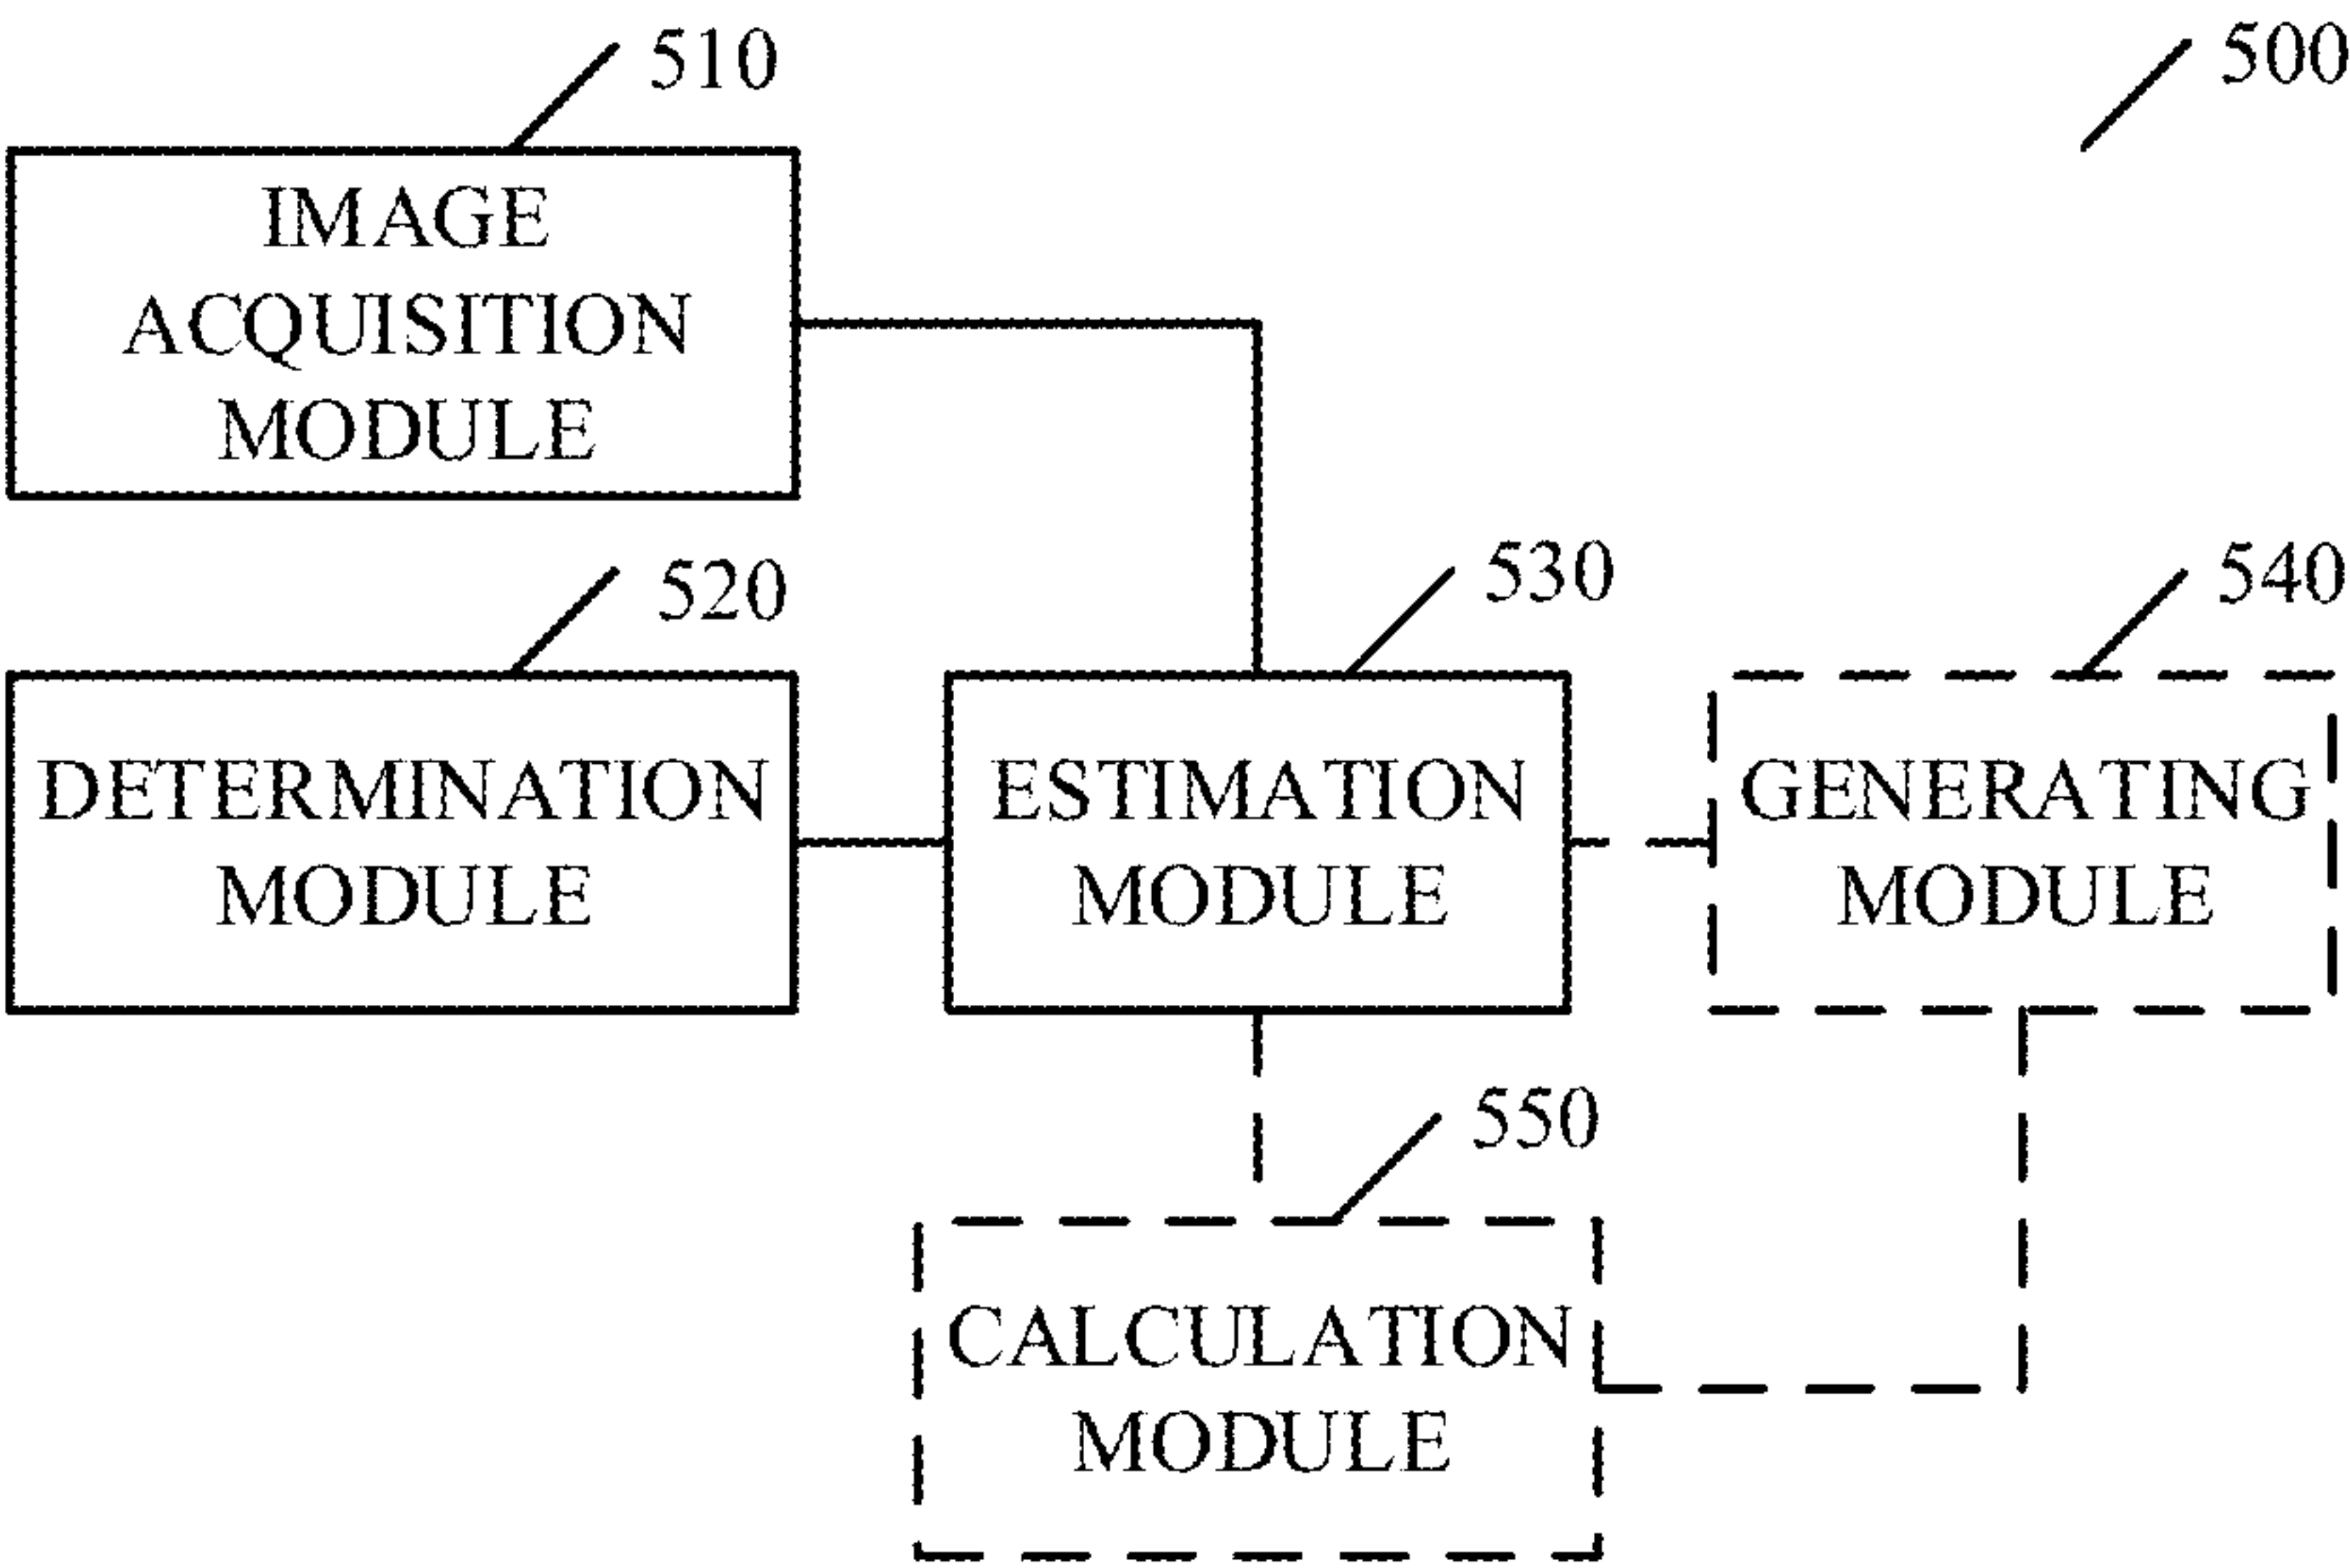 510
500
IMAGE
ACQUISITION
MODULE
520
530
540
DETERMINATION
MODULE
ESTIMATION
MODULE
GENERATING
MODULE
550
CALCULATION
MODULE